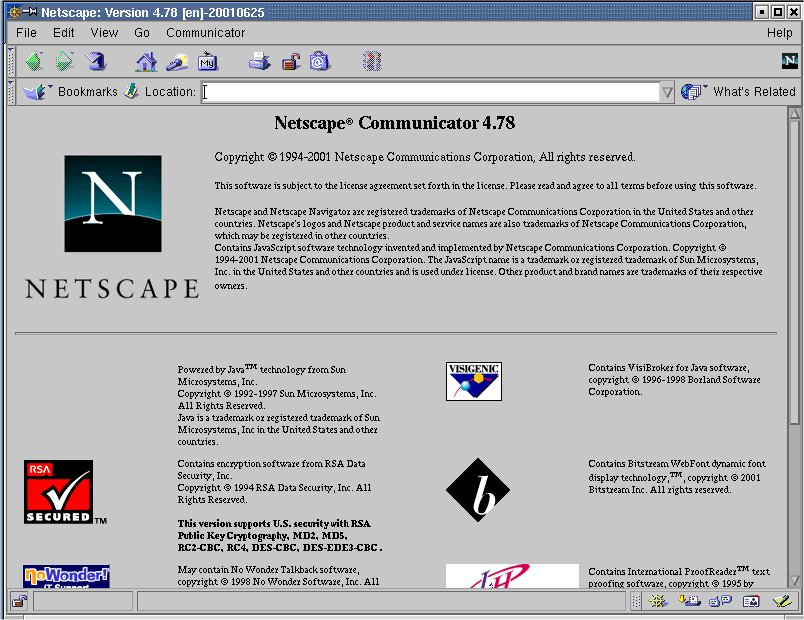 Netscape: Version 4.78 [en]-20010625
File Edit View Go Communicator Help
My
N
Bookmarks Location: What's Related
Netscape® Communicator 4.78
Copyright © 1994-2001 Netscape Communications Corporation, All rights reserved.
This software is subject to the license agreement set forth in the license. Please read and agree to all terms before using this software.
N
NETSCAPE
Netscape and Netscape Navigator are registered trademarks of Netscape Communications Corporation in the United States and other
countries. Netscape's logos and Netscape product and service names are also trademarks of Netscape Communications Corporation,
which may be registered in other countries.
Contains JavaScript software technology invented and implemented by Netscape Communications Corporation. Copyright ©
1994-2001 Netscape Communications Corporation. The JavaScript name is a trademark or registered trademark of Sun Microsystems,
Inc. in the United States and other countries and is used under license. Other product and brand names are trademarks of their respective
owners.
Powered by Java™ technology from Sun
Microsystems, Inc.
Copyright © 1992-1997 Sun Microsystems, Inc.
All Rights Reserved.
Java is a trademark or registered trademark of Sun
Microsystems, Inc in the United States and other
countries.
VISIGENIC
Contains VisiBroker for Java software,
copyright © 1996-1998 Borland Software
Corporation.
RSA
SECURED™
Contains encryption software from RSA Data
Security, Inc.
Copyright © 1994 RSA Data Security, Inc. All
Rights Reserved.
This version supports U.S. security with RSA
Public Key Cryptography, MD2, MD5,
RC2-CBC, RC4, DES-CBC, DES-EDE3-CBC.
b
Contains Bitstream WebFont dynamic font
display technology,™, copyright © 2001
Bitstream Inc. All rights reserved.
NoWonder!
IT Support
May contain No Wonder Talkback software,
copyright © 1998 No Wonder Software, Inc. All
Contains International ProofReader™ text
proofing software, copyright © 1995 by